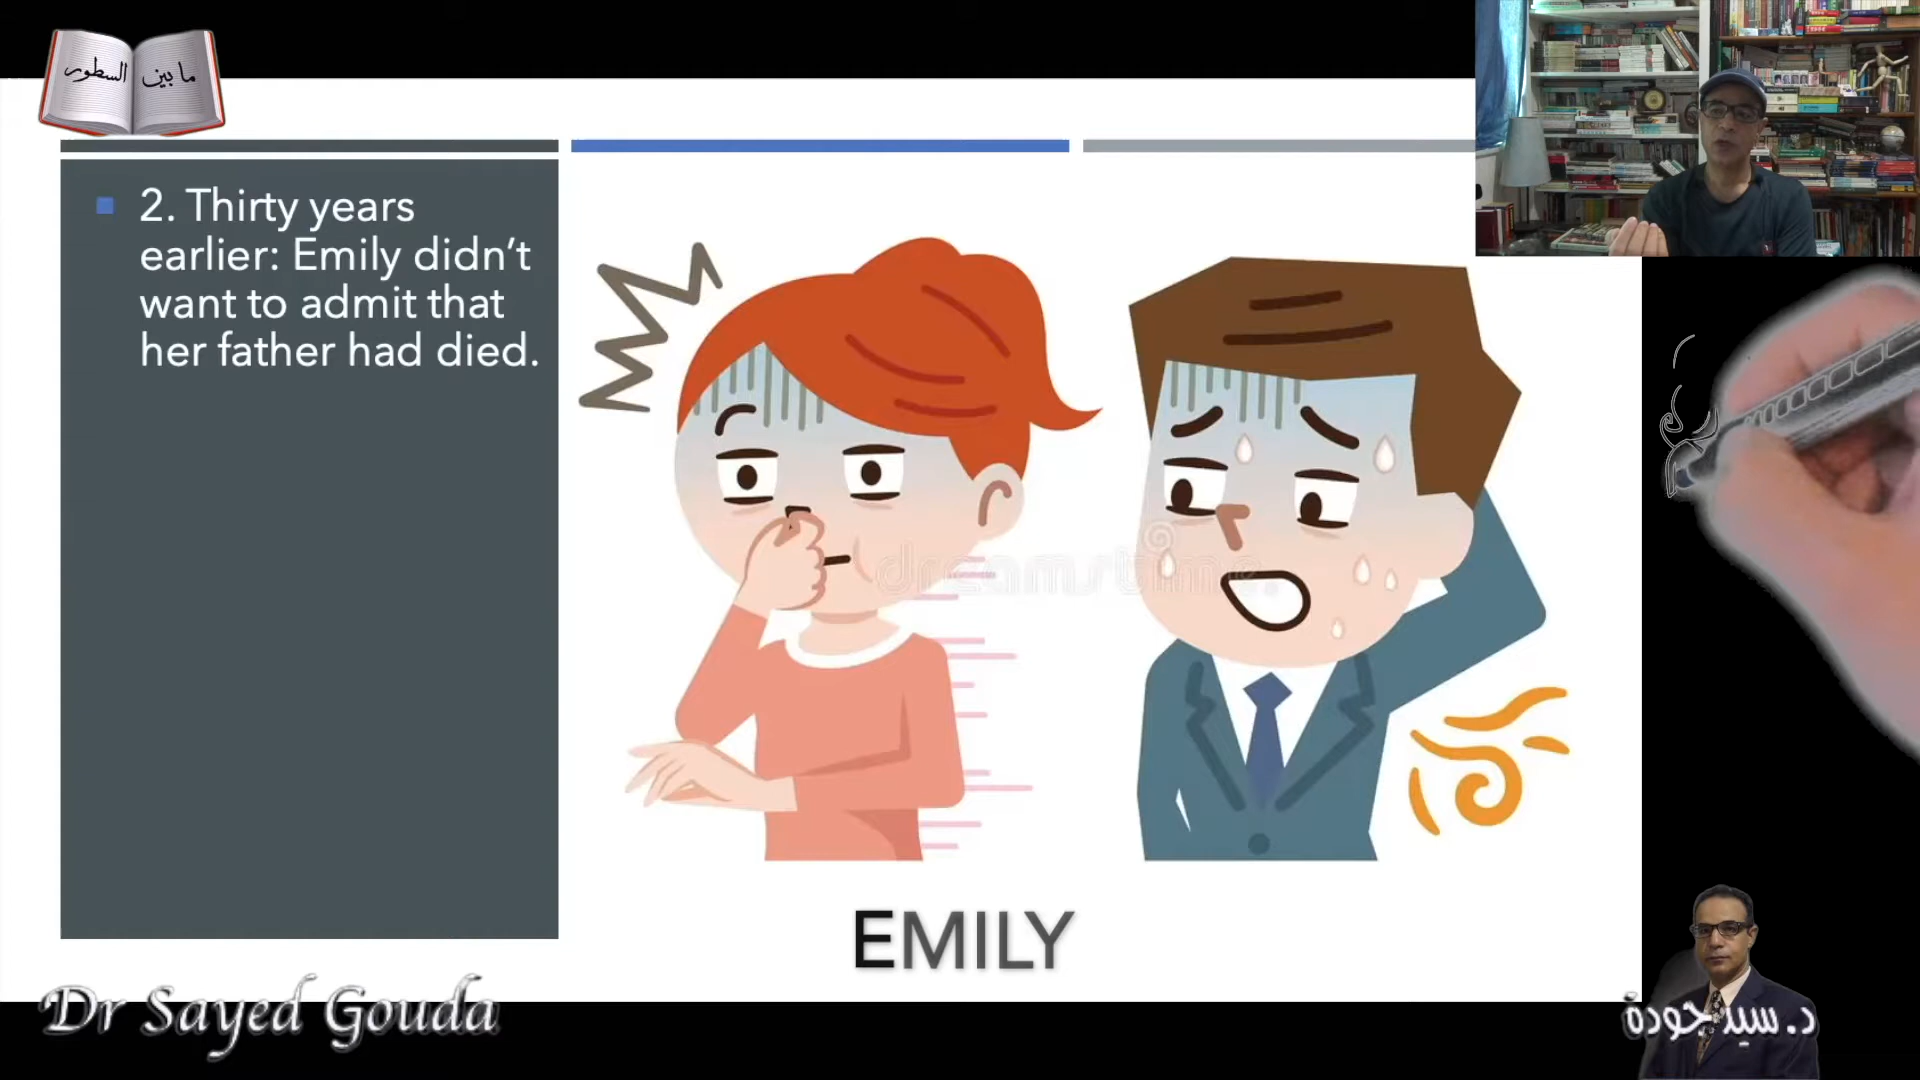 ما بين السطور
2. Thirty years
earlier: Emily didn’t
want to admit that
her father had died.
dreamstime.
EMILY
Dr Sayed Gouda
د. سيد جودة